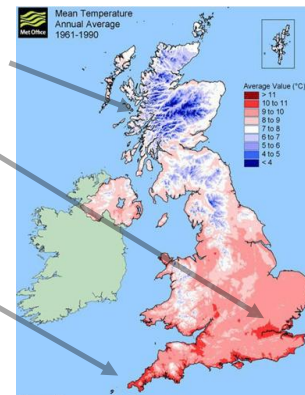 Met Office
Mean Temperature
Annual Average
1961-1990
Average Value (°C)
> 11
10 to 11
9 to 10
8 to 9
7 to 8
6 to 7
5 to 6
4 to 5
< 4